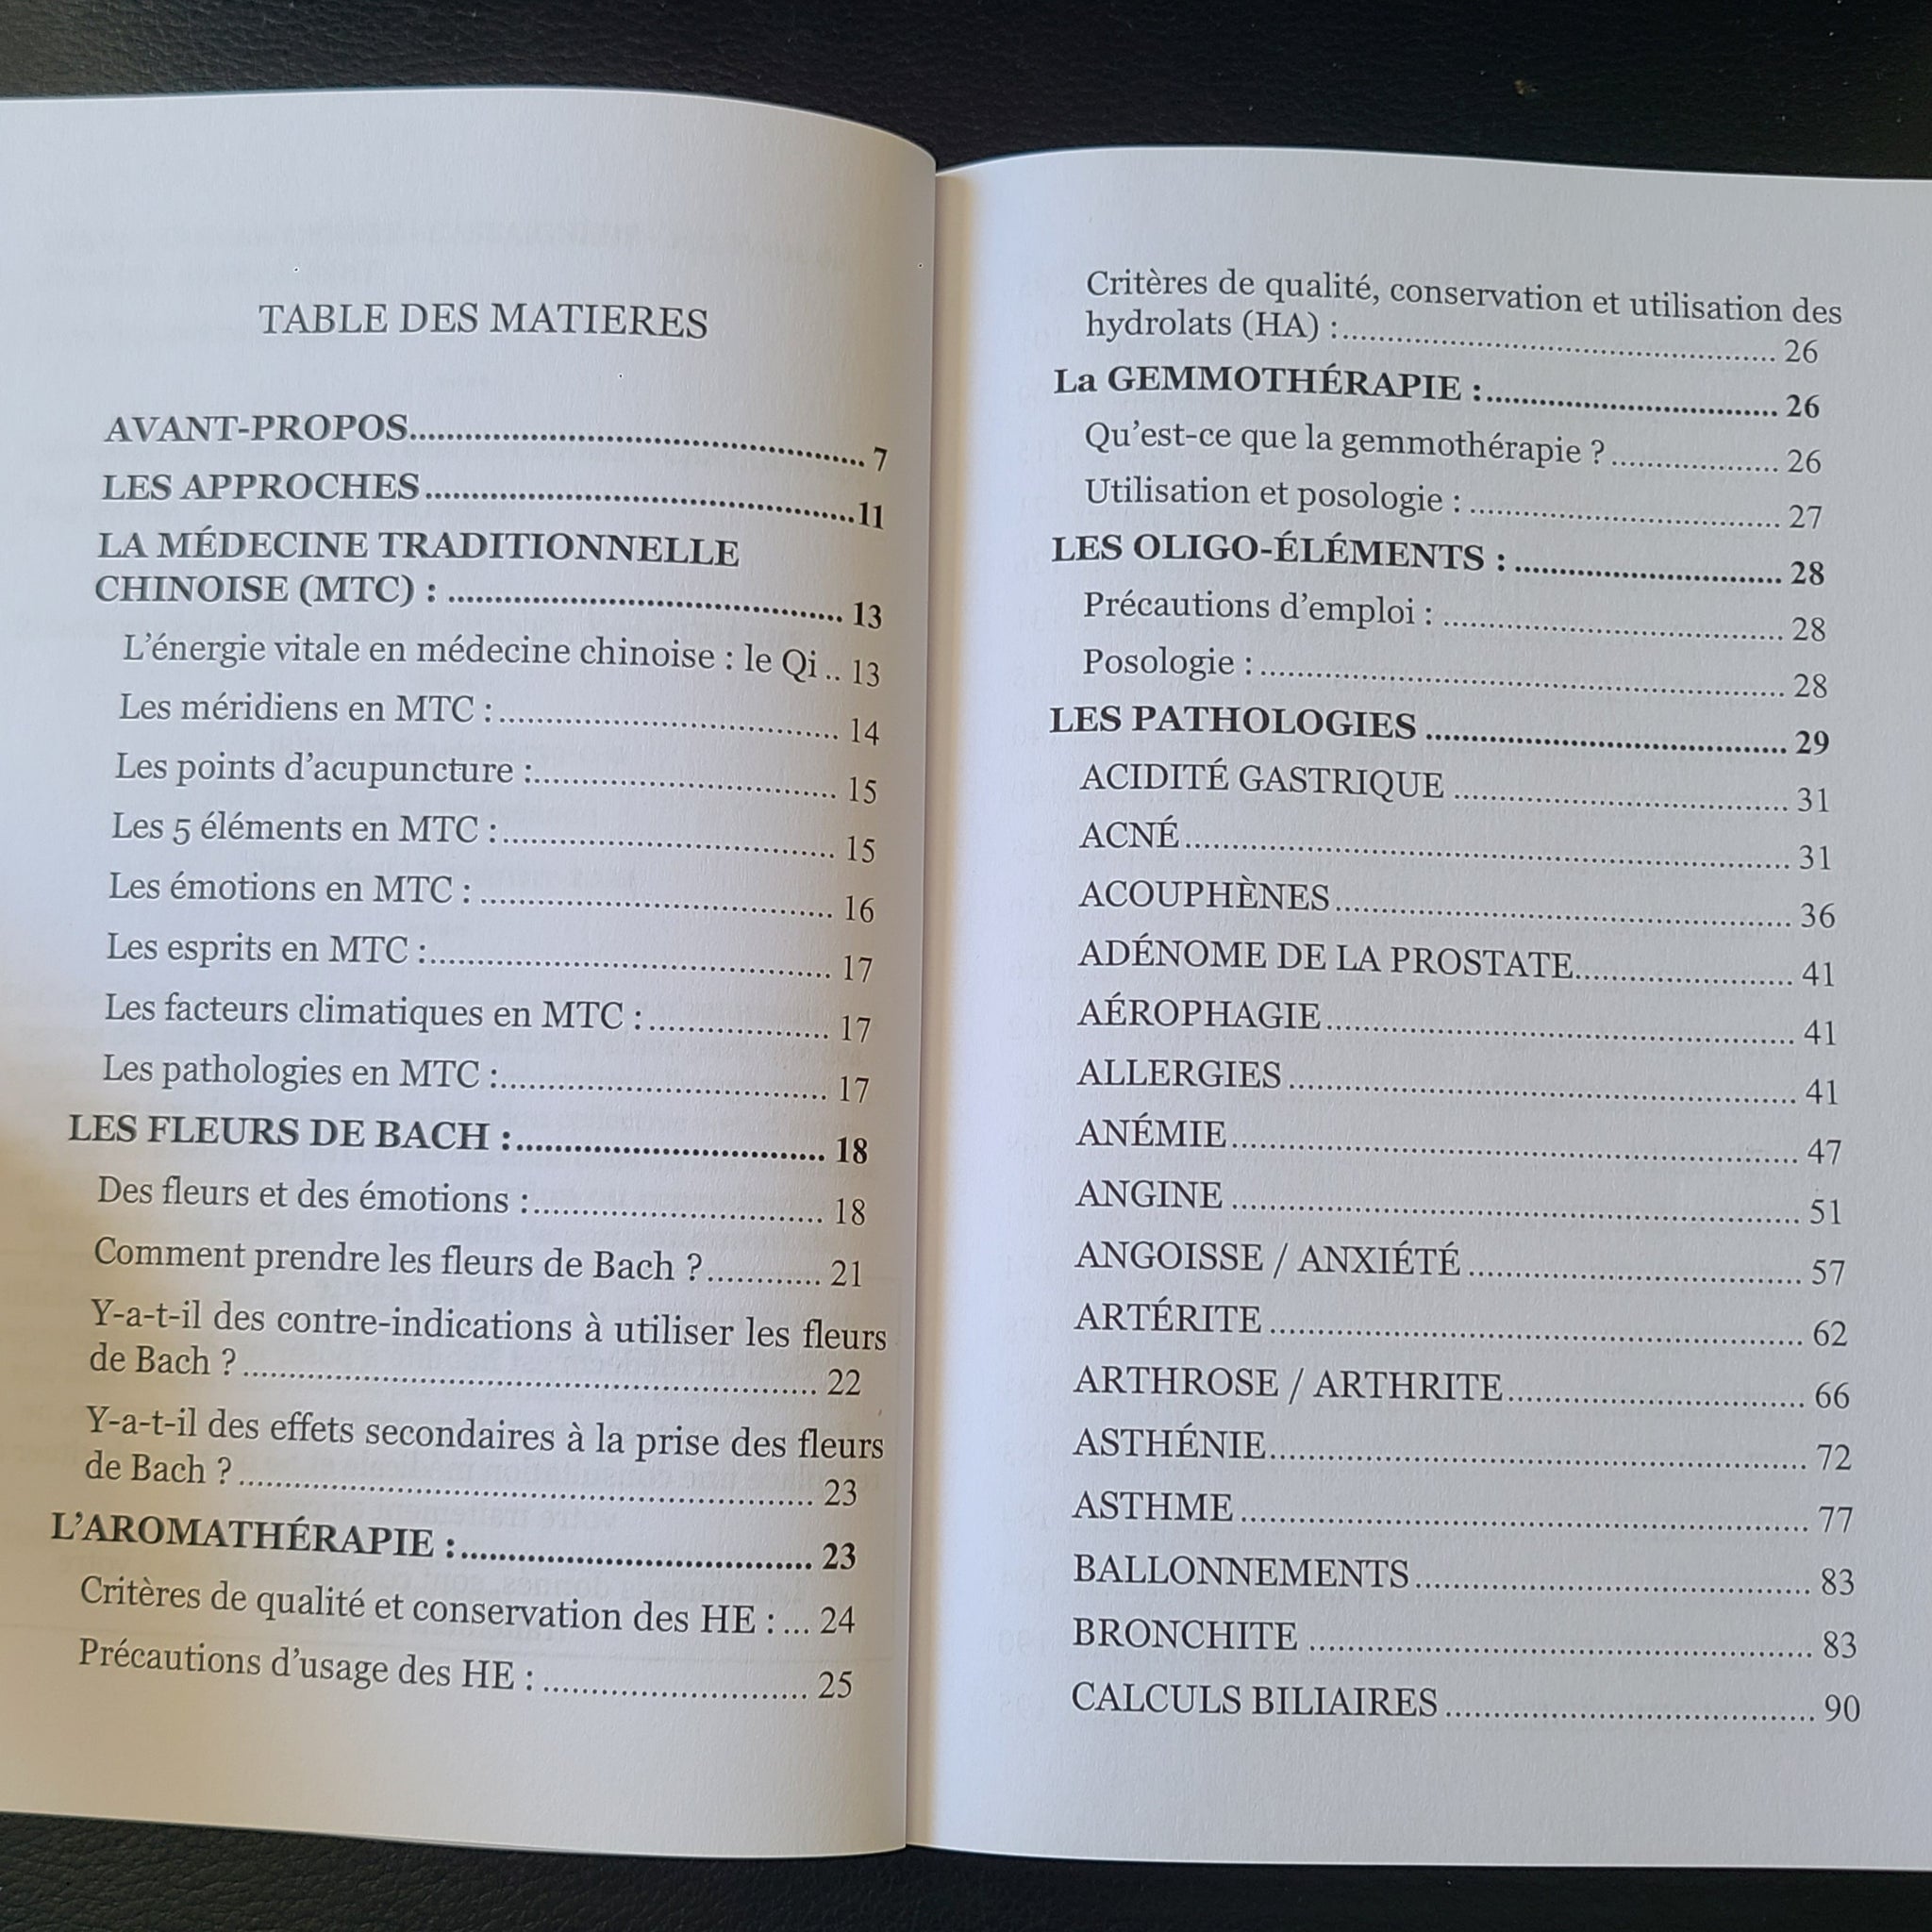 TABLE DES MATIERES
AVANT-PROPOS.................................................. 7
LES APPROCHES.................................................11
LA MÉDECINE TRADITIONNELLE
CHINOISE (MTC) : ............................................. 13
L’énergie vitale en médecine chinoise : le Qi .. 13
Les méridiens en MTC :..................................... 14
Les points d’acupuncture :................................. 15
Les 5 éléments en MTC :.................................... 15
Les émotions en MTC : ...................................... 16
Les esprits en MTC :........................................... 17
Les facteurs climatiques en MTC :.................... 17
Les pathologies en MTC :................................... 17
LES FLEURS DE BACH :................................... 18
Des fleurs et des émotions :................................ 18
Comment prendre les fleurs de Bach ?............ 21
Y-a-t-il des contre-indications à utiliser les fleurs
de Bach ?.............................................................. 22
Y-a-t-il des effets secondaires à la prise des fleurs
de Bach ?.............................................................. 23
L’AROMATHÉRAPIE :...................................... 23
Critères de qualité et conservation des HE : ... 24
Précautions d’usage des HE : ............................. 25
Critères de qualité, conservation et utilisation des
hydrolats (HA) :................................................ 26
La GEMMOTHÉRAPIE :................................. 26
Qu’est-ce que la gemmothérapie ?.................. 26
Utilisation et posologie : .................................. 27
LES OLIGO-ÉLÉMENTS : .............................. 28
Précautions d’emploi : ..................................... 28
Posologie : ......................................................... 28
LES PATHOLOGIES ........................................ 29
ACIDITÉ GASTRIQUE .................................... 31
ACNÉ................................................................. 31
ACOUPHÈNES ................................................. 36
ADÉNOME DE LA PROSTATE........................ 41
AÉROPHAGIE................................................... 41
ALLERGIES ....................................................... 41
ANÉMIE............................................................. 47
ANGINE ............................................................ 51
ANGOISSE / ANXIÉTÉ .................................... 57
ARTÉRITE ......................................................... 62
ARTHROSE / ARTHRITE................................ 66
ASTHÉNIE......................................................... 72
ASTHME ............................................................ 77
BALLONNEMENTS.......................................... 83
BRONCHITE ..................................................... 83
CALCULS BILIAIRES ....................................... 90